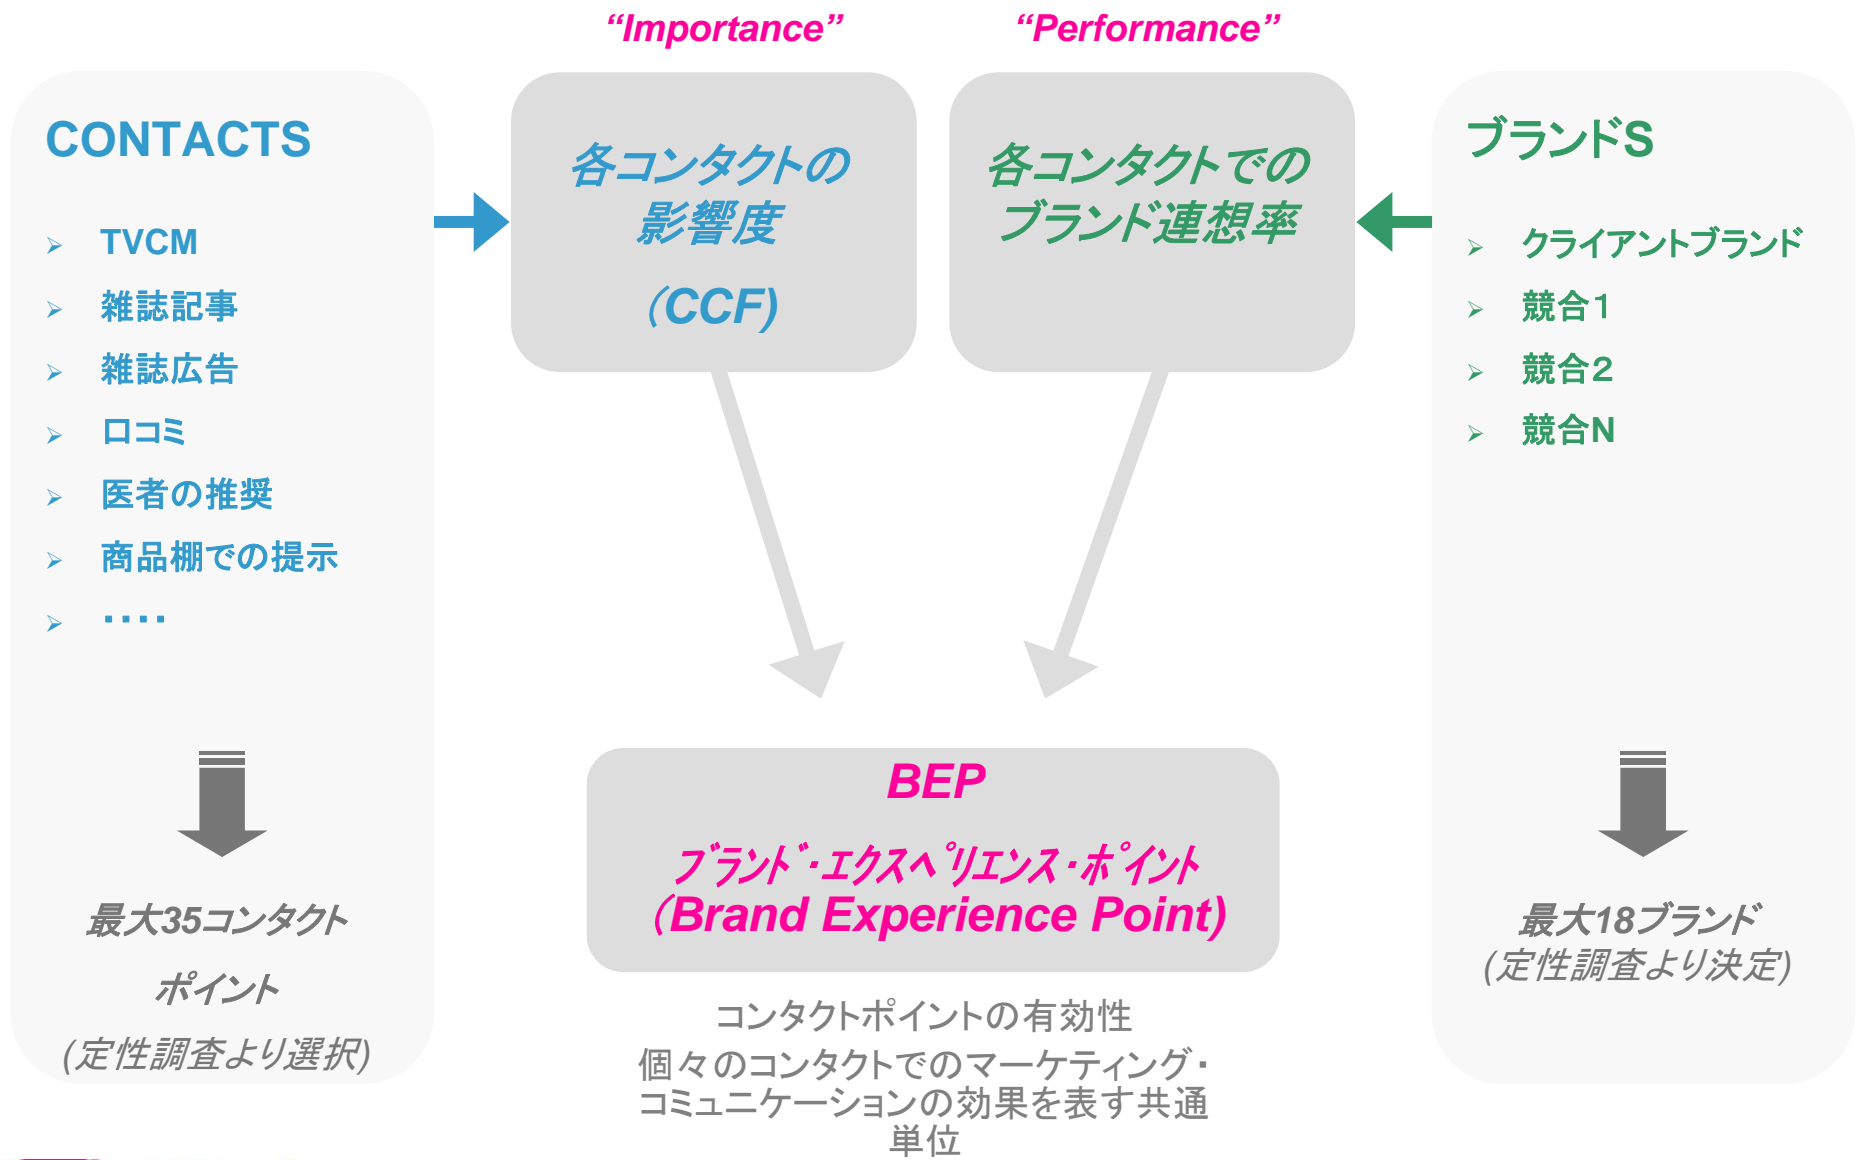 “Importance”
“Performance”
CONTACTS
TVCM
雑誌記事
雑誌広告
口コミ
医者の推奨
商品棚での提示
・・・・
最大35コンタクト
ポイント
(定性調査より選択)
各コンタクトの
影響度
（CCF)
各コンタクトでの
ブランド連想率
ブランドS
クライアントブランド
競合１
競合２
競合N
最大18ブランド
(定性調査より決定)
BEP
ﾌﾞﾗﾝﾄﾞ・ｴｸｽﾍﾟﾘｴﾝｽ・ﾎﾟｲﾝﾄ
（Brand Experience Point)
コンタクトポイントの有効性
個々のコンタクトでのマーケティング・
コミュニケーションの効果を表す共通
単位